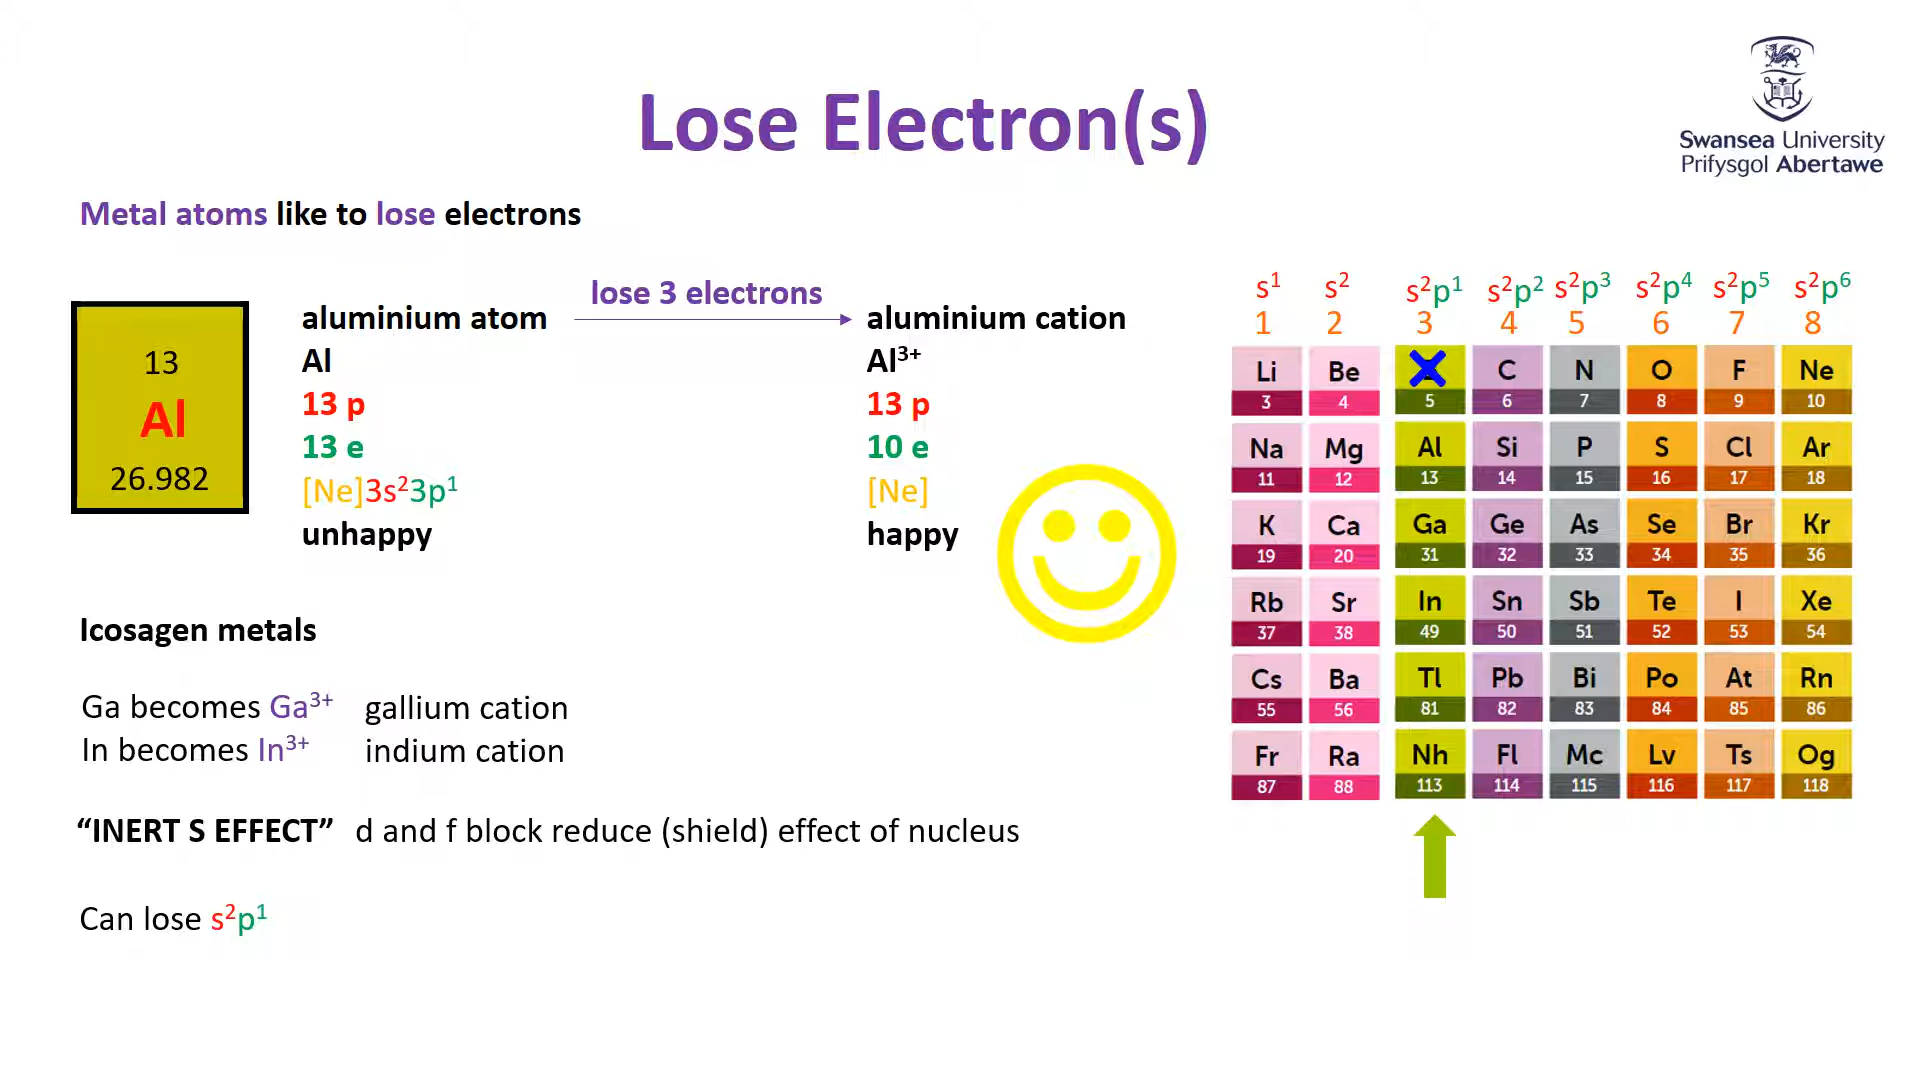 Lose Electron(s)
Swansea University
Prifysgol Abertawe
Metal atoms like to lose electrons
13
Al
26.982
lose 3 electrons
aluminium atom
Al
13 p
13 e
[Ne]3s²3p¹
unhappy
aluminium cation
Al³⁺
13 p
10 e
[Ne]
happy
Icosagen metals
Ga becomes Ga³⁺ gallium cation
In becomes In³⁺ indium cation
“INERT S EFFECT” d and f block reduce (shield) effect of nucleus
Can lose s²p¹
s¹ s² s²p¹ s²p² s²p³ s²p⁴ s²p⁵ s²p⁶
1 2 3 4 5 6 7 8
Li Be C N O F Ne
3 4 5 6 7 8 9 10
Na Mg Al Si P S Cl Ar
11 12 13 14 15 16 17 18
K Ca Ga Ge As Se Br Kr
19 20 31 32 33 34 35 36
Rb Sr In Sn Sb Te I Xe
37 38 49 50 51 52 53 54
Cs Ba Tl Pb Bi Po At Rn
55 56 81 82 83 84 85 86
Fr Ra Nh Fl Mc Lv Ts Og
87 88 113 114 115 116 117 118